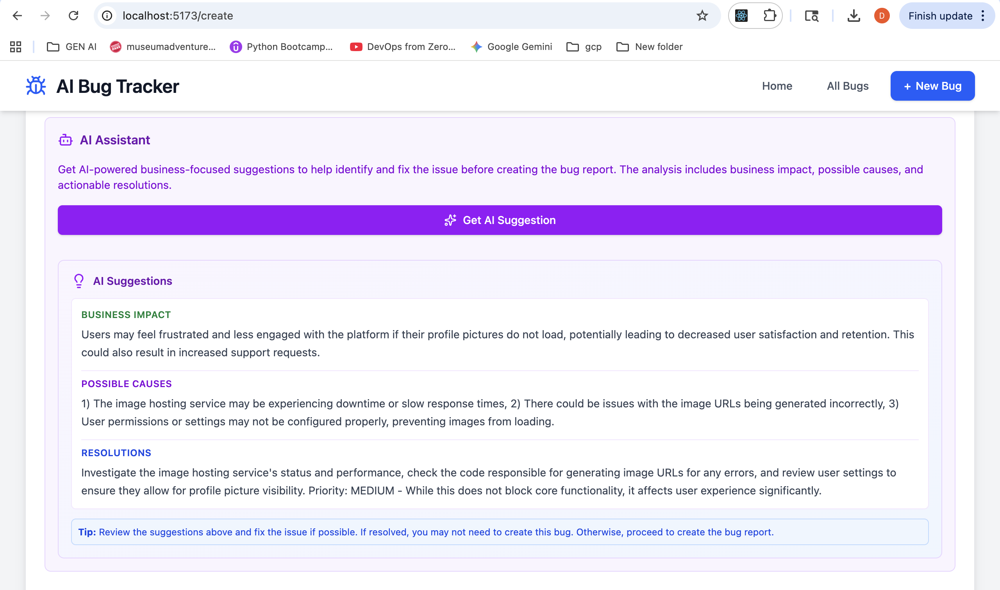 localhost:5173/create
D
Finish update
GEN AI
museumadventure...
Python Bootcamp...
DevOps from Zero...
Google Gemini
gcp
New folder
AI Bug Tracker
Home
All Bugs
+ New Bug
AI Assistant
Get AI-powered business-focused suggestions to help identify and fix the issue before creating the bug report. The analysis includes business impact, possible causes, and
actionable resolutions.
Get AI Suggestion
AI Suggestions
BUSINESS IMPACT
Users may feel frustrated and less engaged with the platform if their profile pictures do not load, potentially leading to decreased user satisfaction and retention. This
could also result in increased support requests.
POSSIBLE CAUSES
1) The image hosting service may be experiencing downtime or slow response times, 2) There could be issues with the image URLs being generated incorrectly, 3)
User permissions or settings may not be configured properly, preventing images from loading.
RESOLUTIONS
Investigate the image hosting service's status and performance, check the code responsible for generating image URLs for any errors, and review user settings to
ensure they allow for profile picture visibility. Priority: MEDIUM - While this does not block core functionality, it affects user experience significantly.
Tip: Review the suggestions above and fix the issue if possible. If resolved, you may not need to create this bug. Otherwise, proceed to create the bug report.